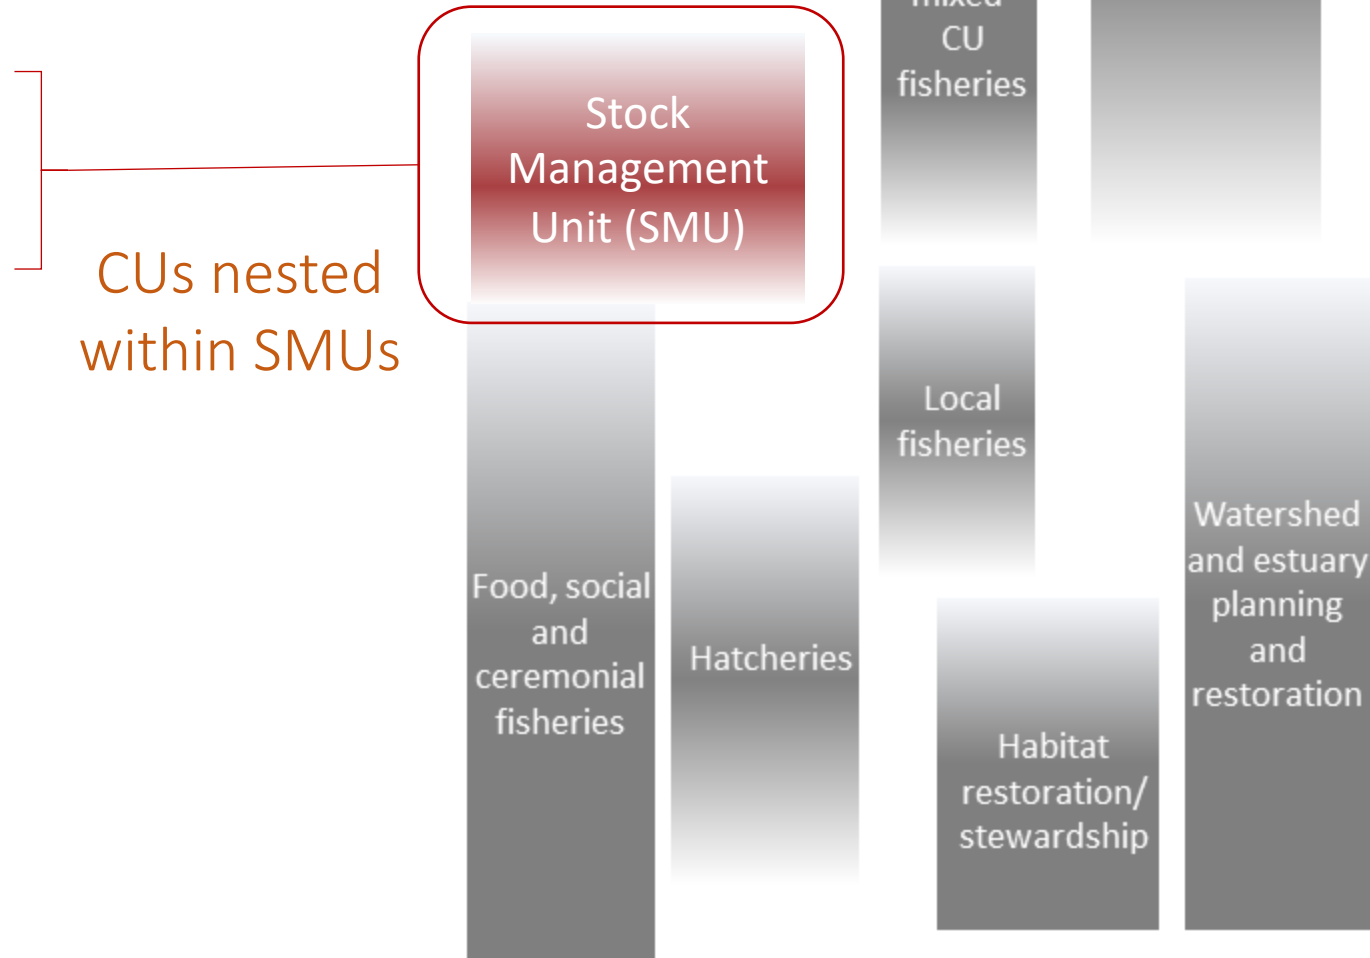 mixed
CU
fisheries
Stock
Management
Unit (SMU)
CUs nested
within SMUs
Local
fisheries
Food, social
and
ceremonial
fisheries
Hatcheries
Watershed
and estuary
planning
and
restoration
Habitat
restoration/
stewardship